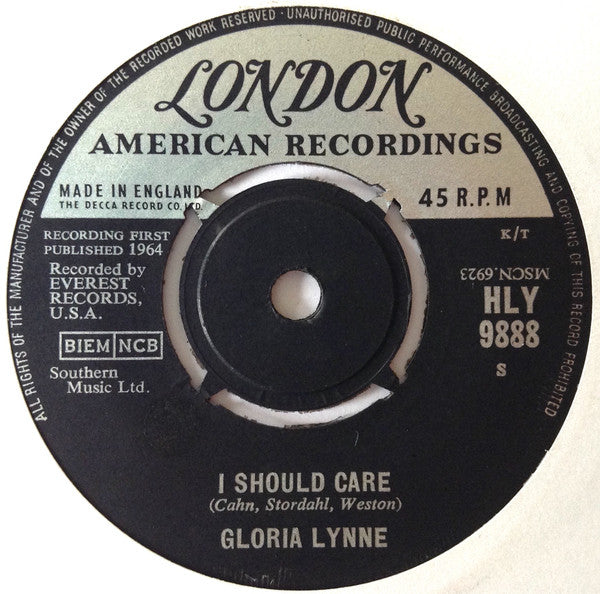 ALL RIGHTS OF THE MANUFACTURER AND OF THE OWNER OF THE RECORDED WORK RESERVED · UNAUTHORISED PUBLIC PERFORMANCE BROADCASTING AND COPYING OF THIS RECORD PROHIBITED
LONDON
AMERICAN RECORDINGS
MADE IN ENGLAND
THE DECCA RECORD CO. LTD.
45 R.P.M
RECORDING FIRST
PUBLISHED 1964
K/T
Recorded by
EVEREST
RECORDS,
U.S.A.
MSCN.6923
HLY
9888
BIEM NCB
S
Southern
Music Ltd.
I SHOULD CARE
(Cahn, Stordahl, Weston)
GLORIA LYNNE